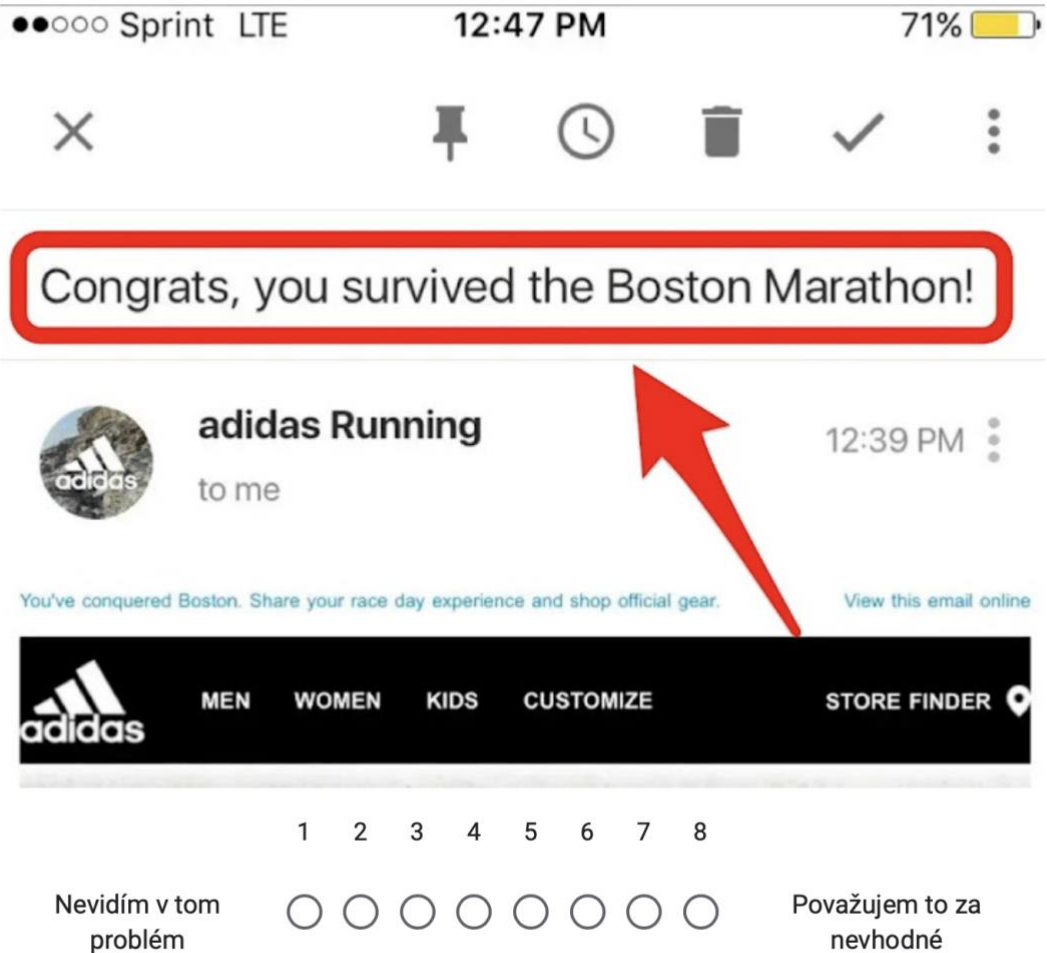 Sprint LTE 12:47 PM 71%
Congrats, you survived the Boston Marathon!
adidas
adidas Running
12:39 PM
to me
You've conquered Boston. Share your race day experience and shop official gear. View this email online
adidas MEN WOMEN KIDS CUSTOMIZE STORE FINDER
1 2 3 4 5 6 7 8
Nevidím v tom
problém
Považujem to za
nevhodné